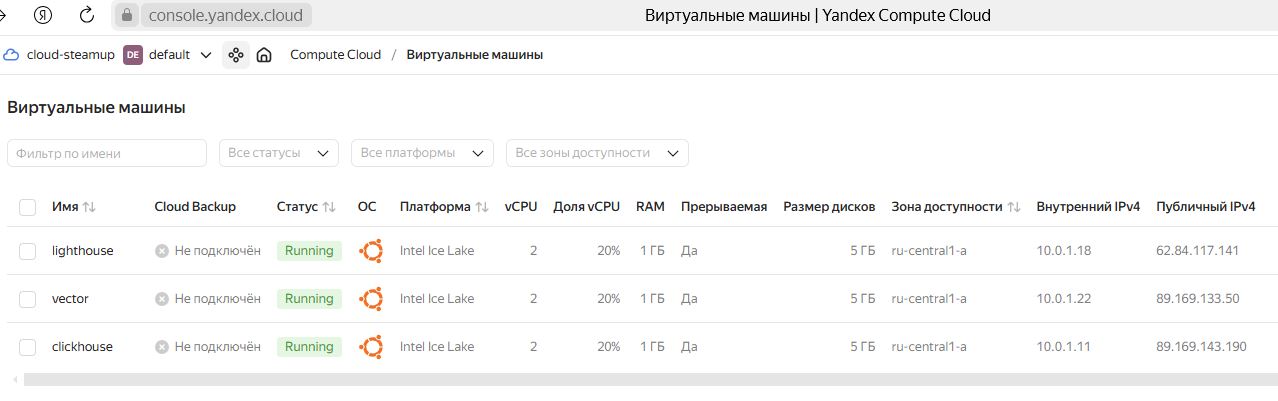 console.yandex.cloud Виртуальные машины | Yandex Compute Cloud
cloud-steamup DE default Compute Cloud / Виртуальные машины
Виртуальные машины
Фильтр по имени Все статусы Все платформы Все зоны доступности
Имя Cloud Backup Статус ОС Платформа vCPU Доля vCPU RAM Прерываемая Размер дисков Зона доступности Внутренний IPv4 Публичный IPv4
lighthouse Не подключён Running Intel Ice Lake 2 20% 1 ГБ Да 5 ГБ ru-central1-a 10.0.1.18 62.84.117.141
vector Не подключён Running Intel Ice Lake 2 20% 1 ГБ Да 5 ГБ ru-central1-a 10.0.1.22 89.169.133.50
clickhouse Не подключён Running Intel Ice Lake 2 20% 1 ГБ Да 5 ГБ ru-central1-a 10.0.1.11 89.169.143.190